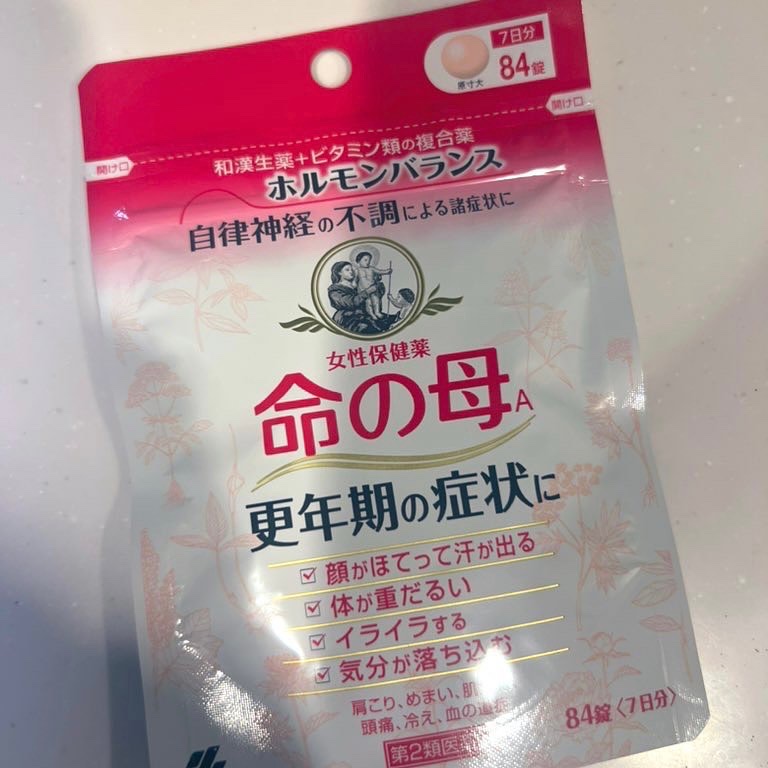 7日分
84錠
原寸大
開け口
開け口
和漢生薬+ビタミン類の複合薬
ホルモンバランス
自律神経の不調による諸症状に
女性保健薬
命の母A
更年期の症状に
顔がほてって汗が出る
体が重だるい
イライラする
気分が落ち込む
肩こり、めまい、肌
頭痛、冷え、血の道症
84錠〈7日分〉
第2類医